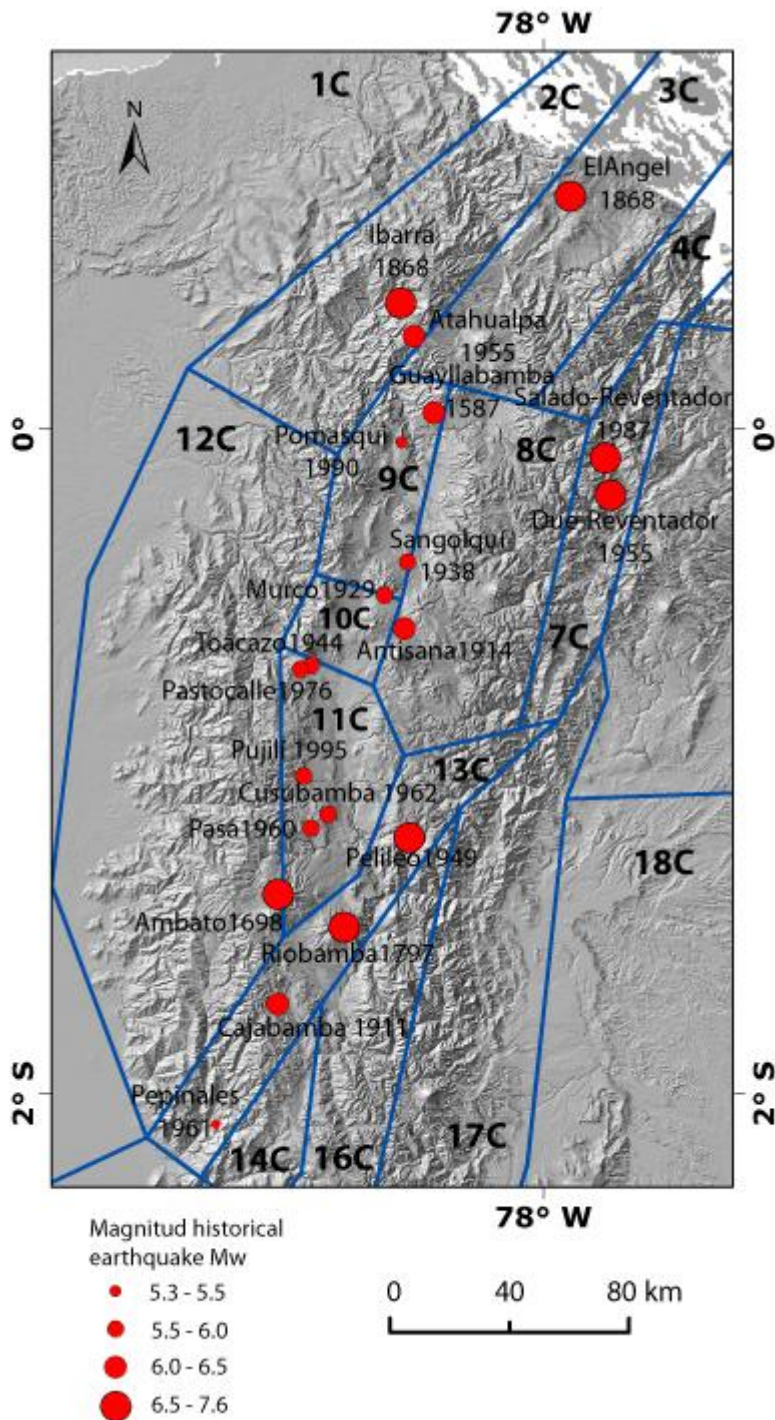 78° W
1C
2C
3C
N
ElAngel
1868
4C
Ibarra
1868
Atahualpa
1955
Guayllabamba
1587
Salado-Reventador
1987
0°
0°
12C
Pomasqui
1990
8C
9C
Due-Reventador
1955
Sangolquí
1938
Murco1929
10C
Antisana1914
7C
Toacazo1944
Pastocalle1976
11C
Pujilí 1995
13C
Cusubamba 1962
Pasa1960
Pelileo1949
18C
Ambato1698
Riobamba1797
Cajabamba 1911
2° S
2° S
Pepinales
1961
14C
16C
17C
78° W
Magnitud historical
earthquake Mw
5.3 - 5.5
5.5 - 6.0
6.0 - 6.5
6.5 - 7.6
0 40 80 km